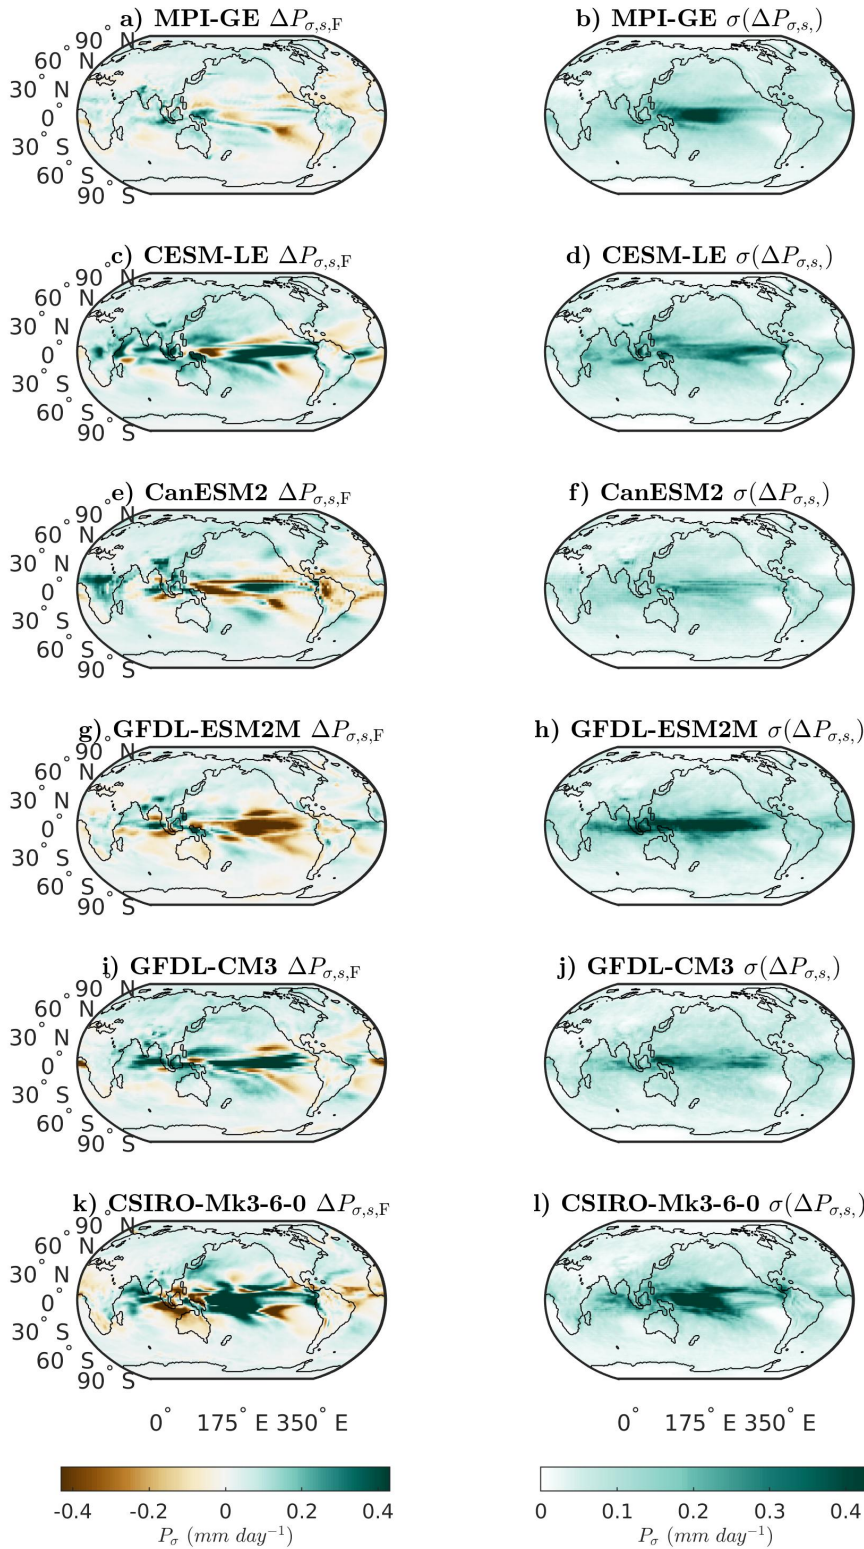 a) MPI-GE ΔP_{σ,s,F}
b) MPI-GE σ(ΔP_{σ,s,})
90° N
60° N
30° N
0°
30° S
60° S
90° S
c) CESM-LE ΔP_{σ,s,F}
d) CESM-LE σ(ΔP_{σ,s,})
90° N
60° N
30° N
0°
30° S
60° S
90° S
e) CanESM2 ΔP_{σ,s,F}
f) CanESM2 σ(ΔP_{σ,s,})
90° N
60° N
30° N
0°
30° S
60° S
90° S
g) GFDL-ESM2M ΔP_{σ,s,F}
h) GFDL-ESM2M σ(ΔP_{σ,s,})
90° N
60° N
30° N
0°
30° S
60° S
90° S
i) GFDL-CM3 ΔP_{σ,s,F}
j) GFDL-CM3 σ(ΔP_{σ,s,})
90° N
60° N
30° N
0°
30° S
60° S
90° S
k) CSIRO-Mk3-6-0 ΔP_{σ,s,F}
l) CSIRO-Mk3-6-0 σ(ΔP_{σ,s,})
90° N
60° N
30° N
0°
30° S
60° S
90° S
0° 175° E 350° E
0° 175° E 350° E
-0.4 -0.2 0 0.2 0.4
P_σ (mm day⁻¹)
0 0.1 0.2 0.3 0.4
P_σ (mm day⁻¹)